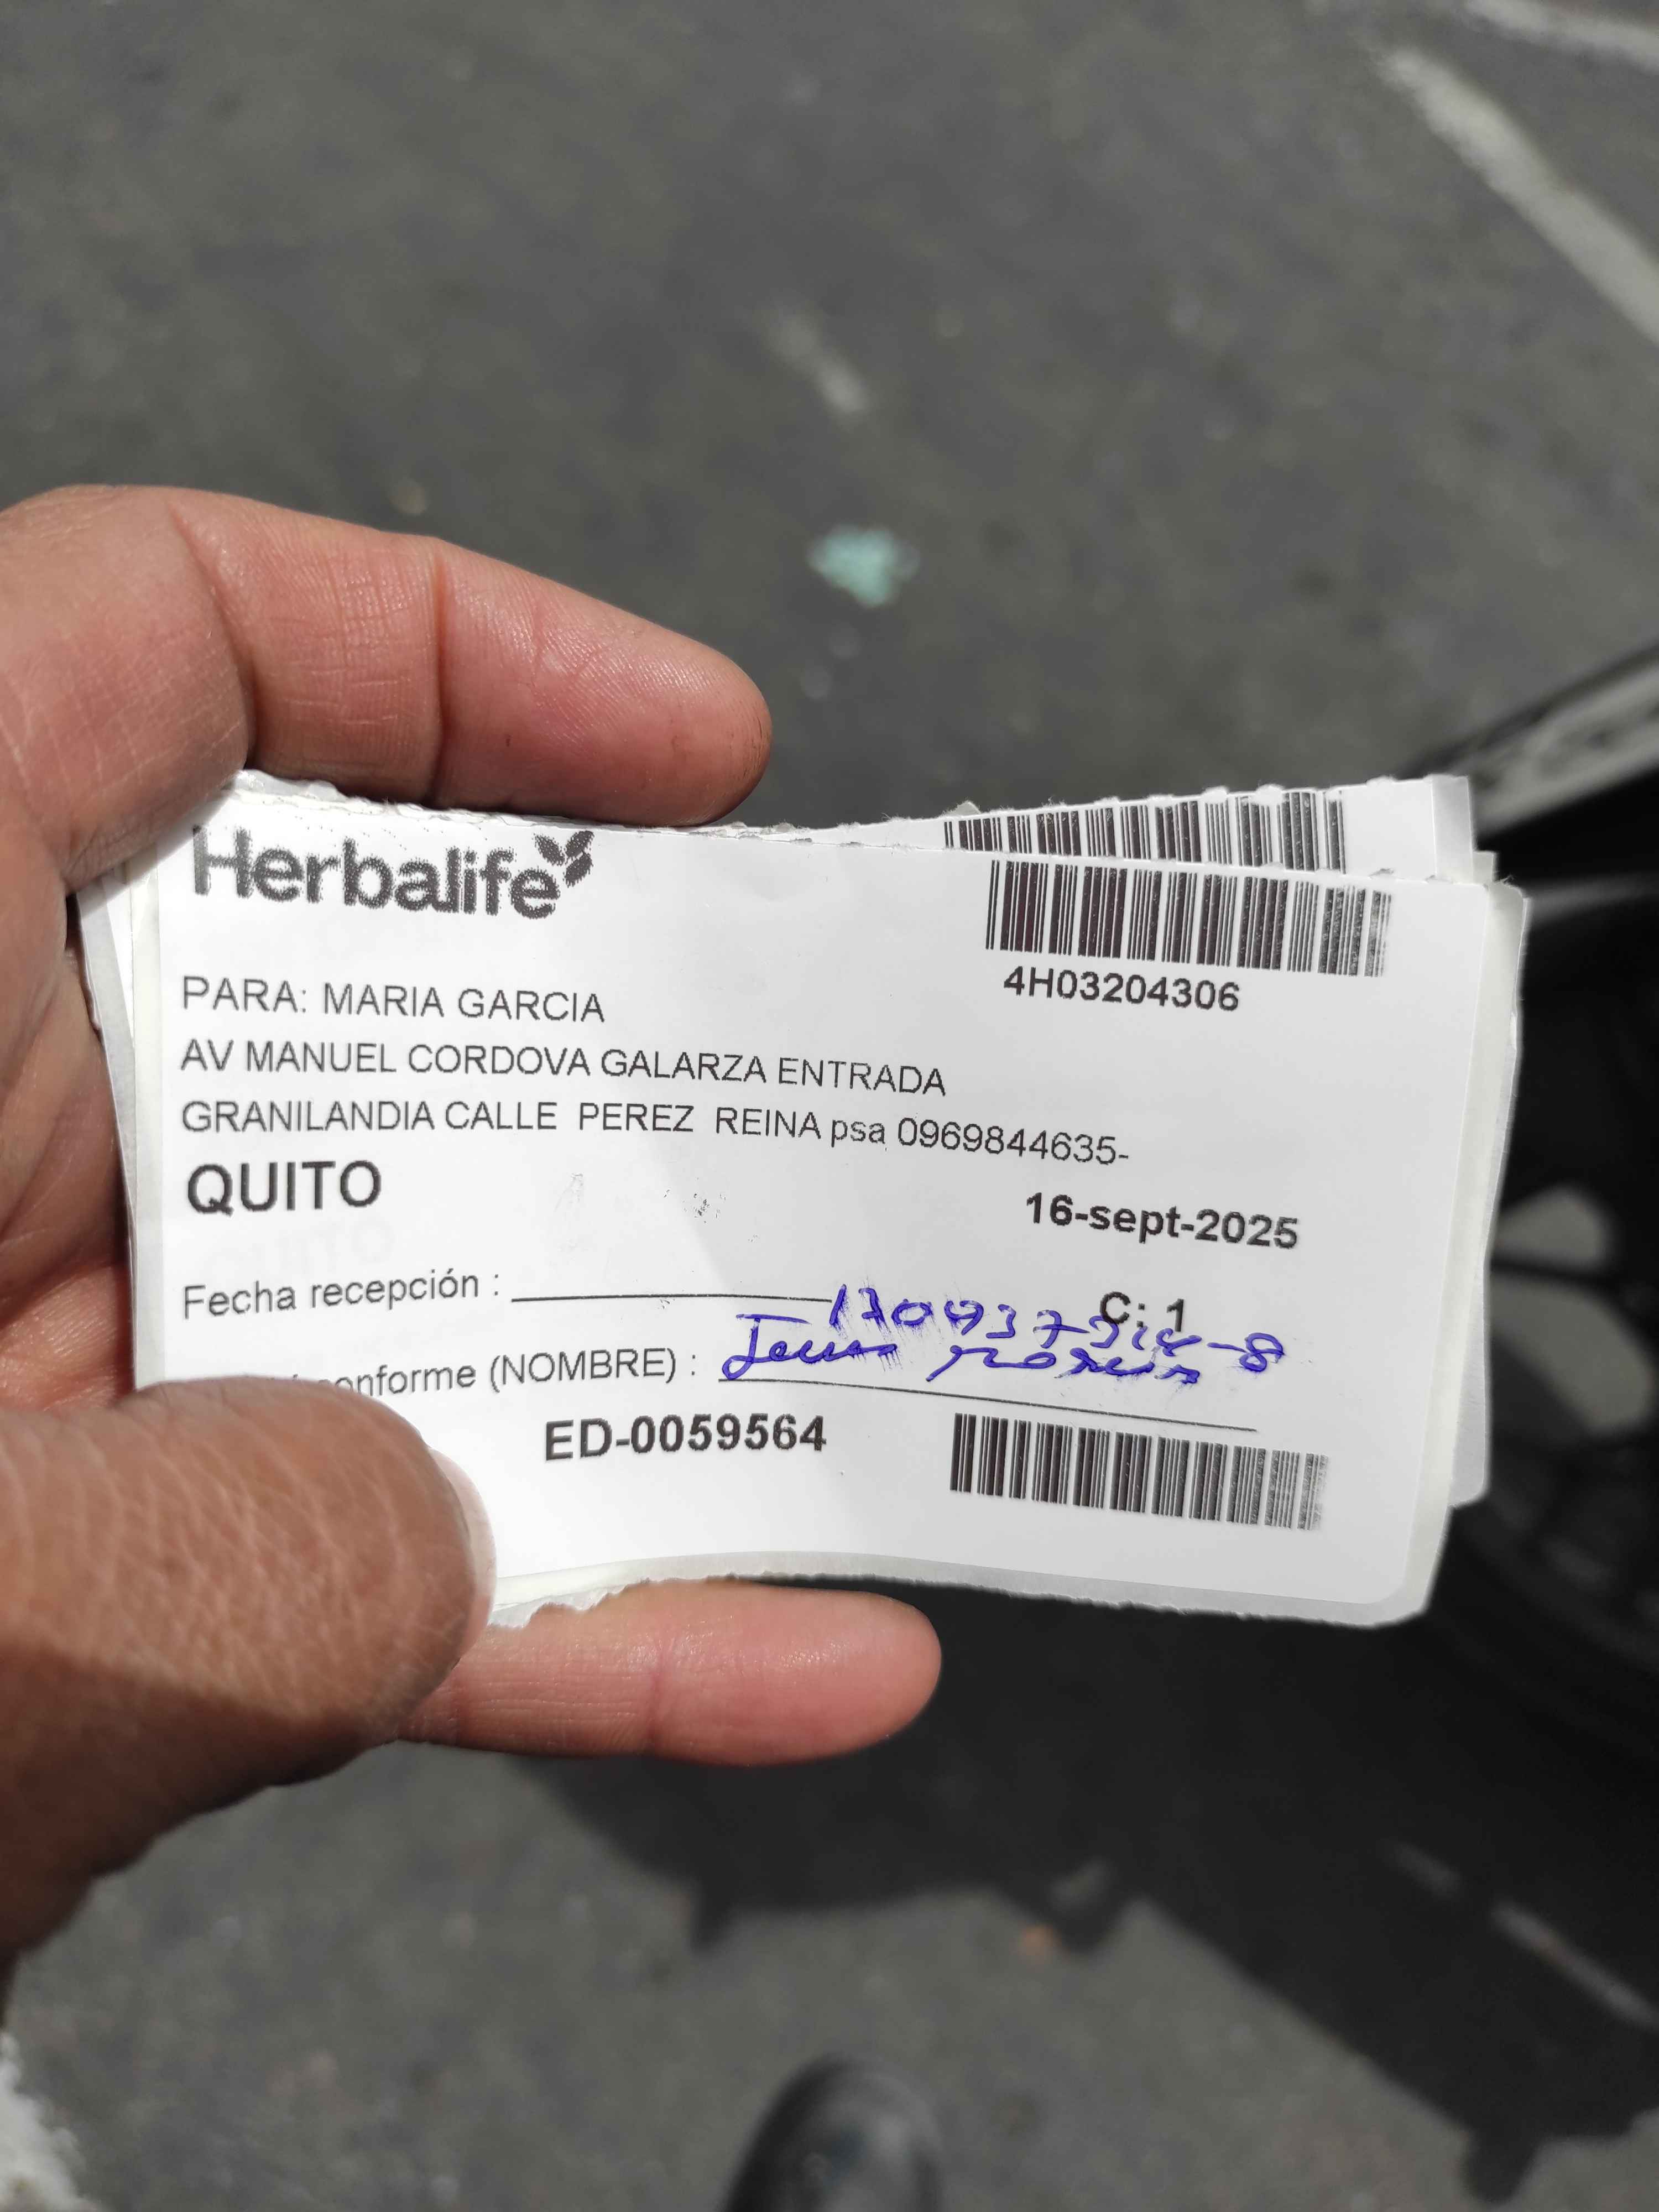 Herbalife
4H03204306
PARA: MARIA GARCIA
AV MANUEL CORDOVA GALARZA ENTRADA
GRANILANDIA CALLE PEREZ REINA psa 0969844635-
QUITO
16-sept-2025
Fecha recepción :
C: 1
conforme (NOMBRE) :
ED-0059564